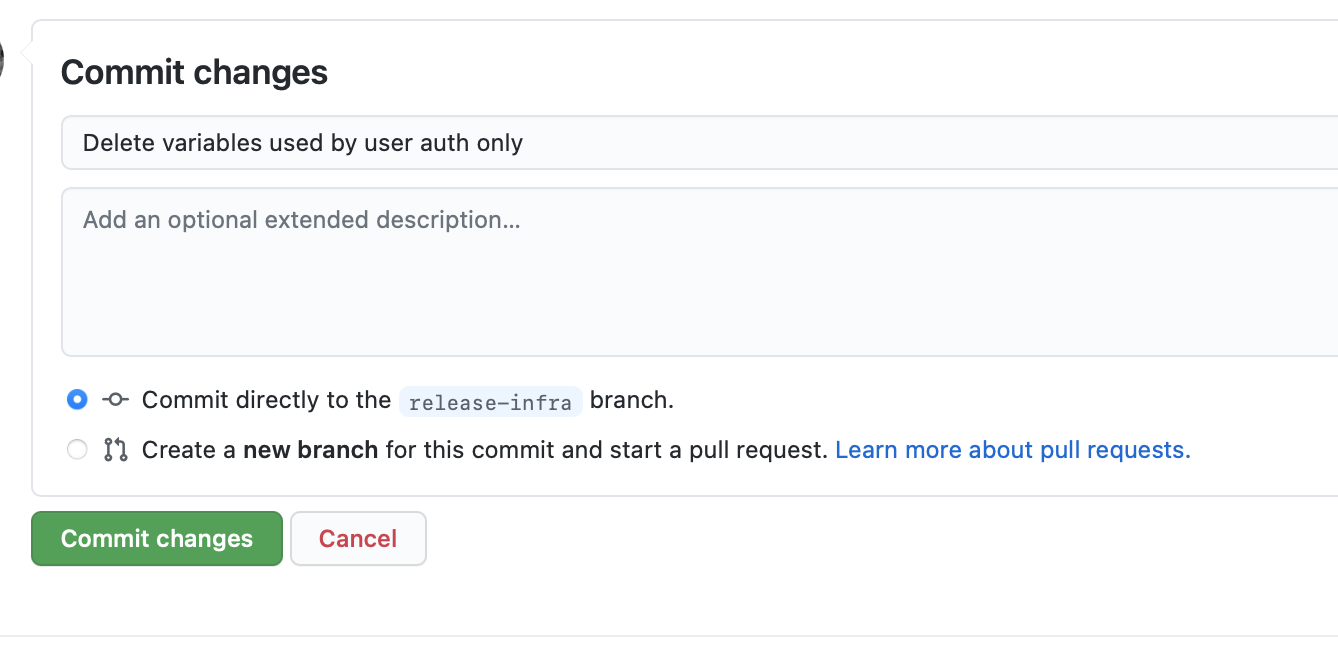 Commit changes
Delete variables used by user auth only
Add an optional extended description...
Commit directly to the release-infra branch.
Create a new branch for this commit and start a pull request. Learn more about pull requests.
Commit changes Cancel